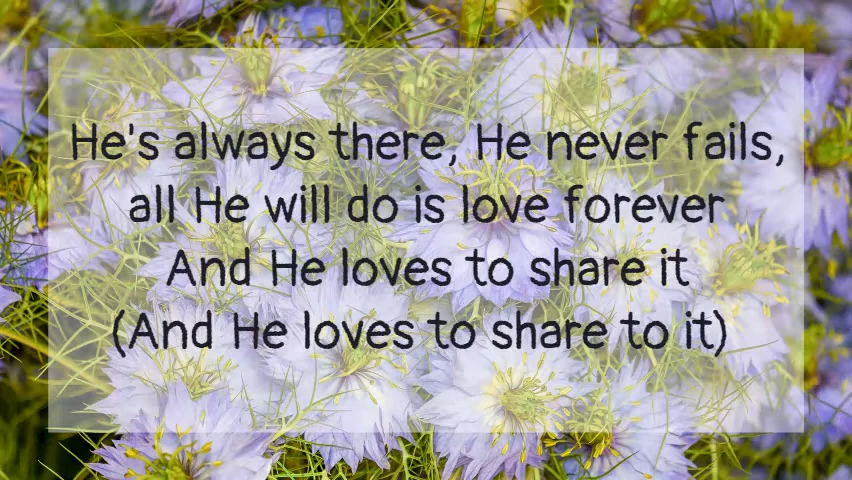 He's always there, He never fails,
all He will do is love forever
And He loves to share it
(And He loves to share to it)